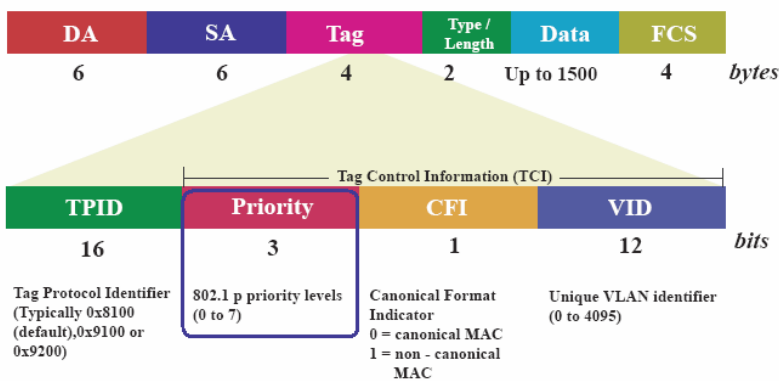 DA SA Tag Type / Length Data FCS
6 6 4 2 Up to 1500 4 bytes
Tag Control Information (TCI)
TPID Priority CFI VID
16 3 1 12 bits
Tag Protocol Identifier
(Typically 0x8100
(default),0x9100 or
0x9200)
802.1 p priority levels
(0 to 7)
Canonical Format
Indicator
0 = canonical MAC
1 = non - canonical
MAC
Unique VLAN identifier
(0 to 4095)